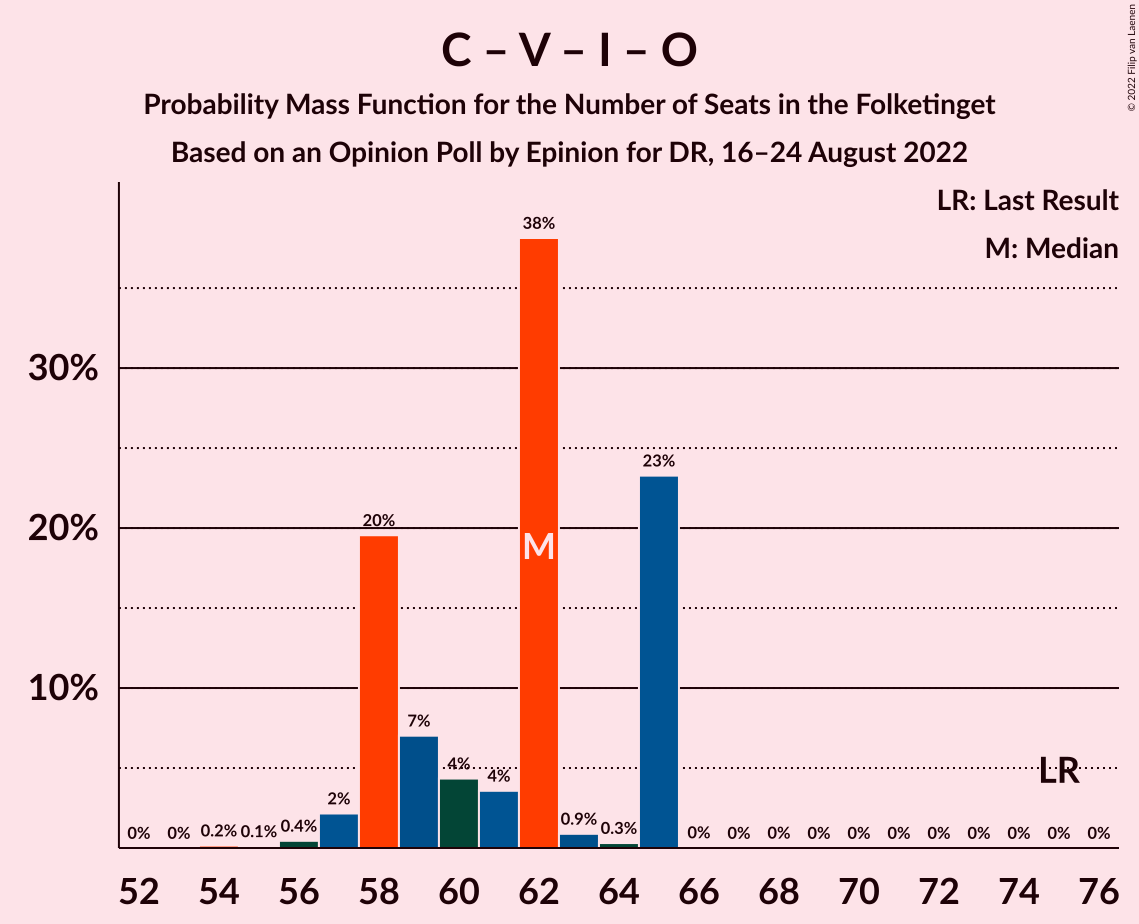 C – V – I – O
Probability Mass Function for the Number of Seats in the Folketinget
Based on an Opinion Poll by Epinion for DR, 16–24 August 2022
© 2022 Filip van Laenen
LR: Last Result
M: Median
38%
30%
23%
20%
20%
M
10%
7%
4%
4%
LR
2%
0% 0% 0.2% 0.1% 0.4% 0.9% 0.3% 0% 0% 0% 0% 0% 0% 0% 0% 0% 0% 0%
52 54 56 58 60 62 64 66 68 70 72 74 76